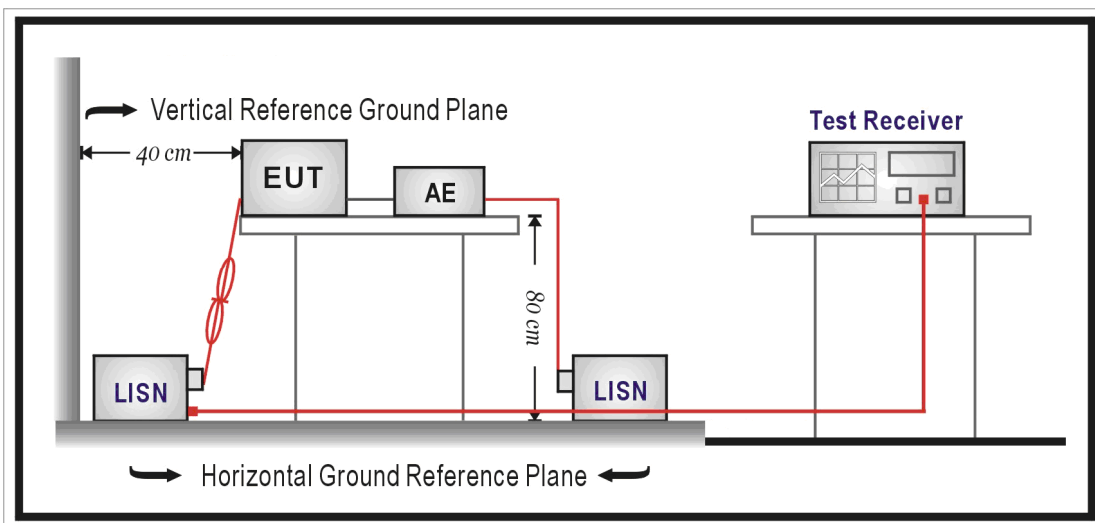 Vertical Reference Ground Plane
Test Receiver
40 cm
EUT
AE
80 cm
LISN
LISN
Horizontal Ground Reference Plane